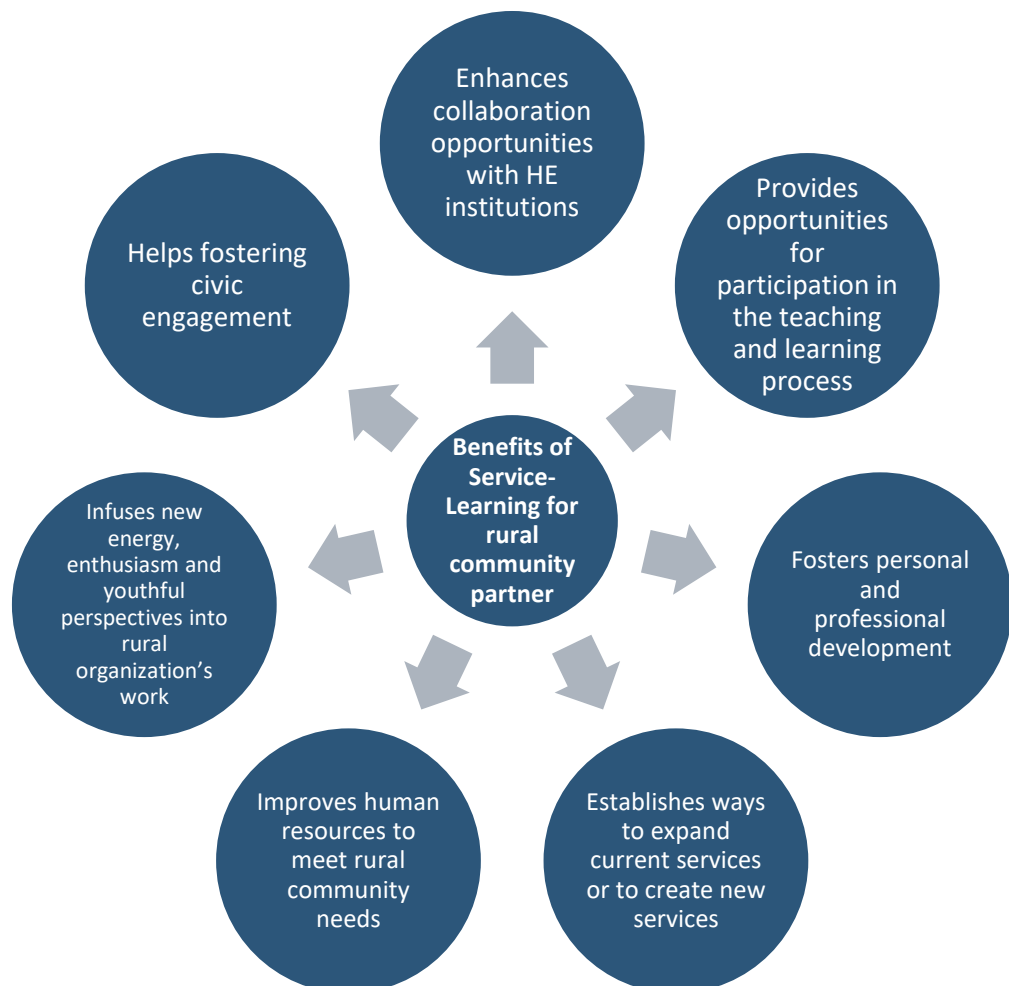 Enhances
collaboration
opportunities
with HE
institutions
Provides
opportunities
for
participation in
the teaching
and learning
process
Fosters personal
and
professional
development
Establishes ways
to expand
current services
or to create new
services
Improves human
resources to
meet rural
community
needs
Infuses new
energy,
enthusiasm and
youthful
perspectives into
rural
organization’s
work
Helps fostering
civic
engagement
Benefits of
Service-
Learning for
rural
community
partner